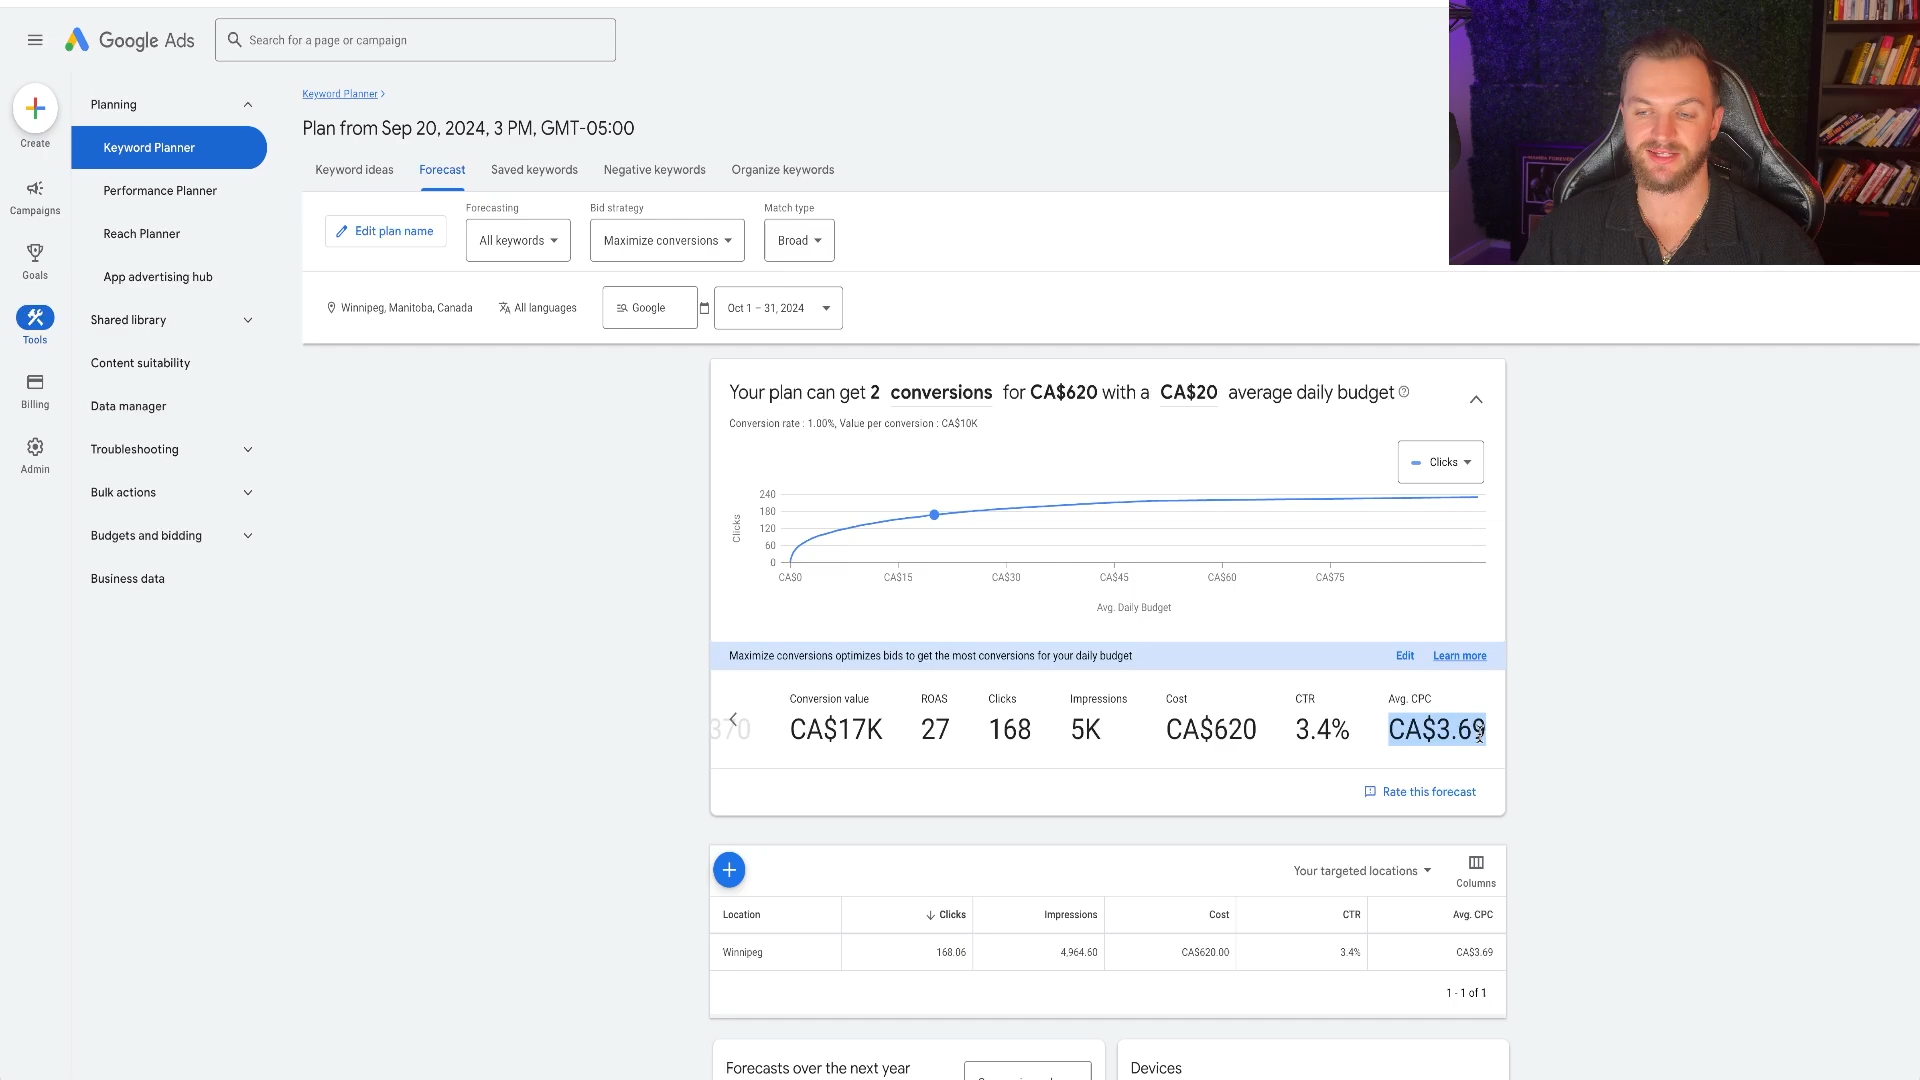 Google Ads
Search for a page or campaign
Create
Campaigns
Goals
Tools
Billing
Admin
Planning
Keyword Planner
Performance Planner
Reach Planner
App advertising hub
Shared library
Content suitability
Data manager
Troubleshooting
Bulk actions
Budgets and bidding
Business data
Keyword Planner >
Plan from Sep 20, 2024, 3 PM, GMT-05:00
Keyword ideas Forecast Saved keywords Negative keywords Organize keywords
Edit plan name
Forecasting Bid strategy Match type
All keywords Maximize conversions Broad
Winnipeg, Manitoba, Canada All languages Google Oct 1 – 31, 2024
Your plan can get 2 conversions for CA$620 with a CA$20 average daily budget
Conversion rate : 1.00%, Value per conversion : CA$10K
Clicks
Clicks
240
180
120
60
0
CA$0 CA$15 CA$30 CA$45 CA$60 CA$75
Avg. Daily Budget
Maximize conversions optimizes bids to get the most conversions for your daily budget Edit Learn more
Conversion value ROAS Clicks Impressions Cost CTR Avg. CPC
370 CA$17K 27 168 5K CA$620 3.4% CA$3.69
Rate this forecast
Your targeted locations
Columns
Location Clicks Impressions Cost CTR Avg. CPC
Winnipeg 168.06 4,964.60 CA$620.00 3.4% CA$3.69
1 - 1 of 1
Forecasts over the next year
Devices